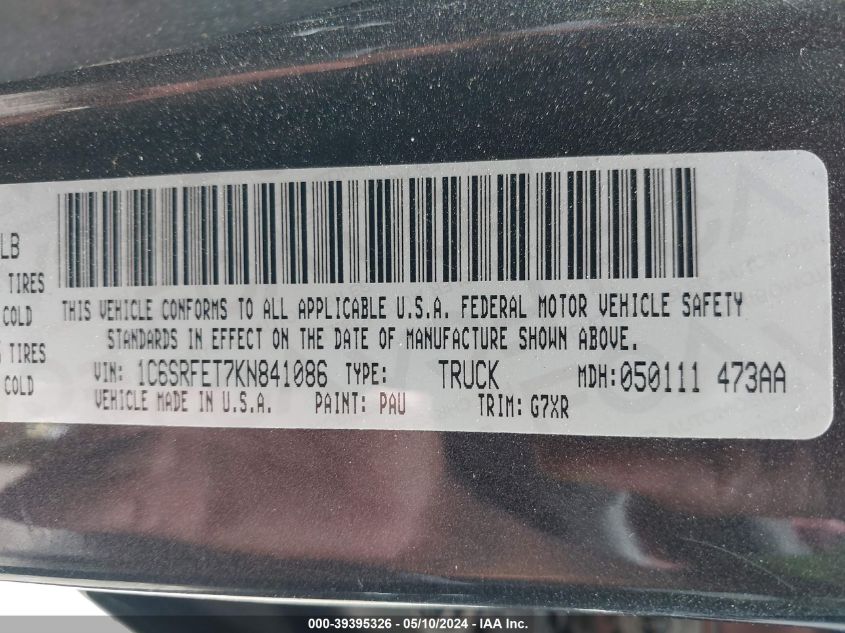 LB
TIRES
COLD
TIRES
COLD
THIS VEHICLE CONFORMS TO ALL APPLICABLE U.S.A. FEDERAL MOTOR VEHICLE SAFETY
STANDARDS IN EFFECT ON THE DATE OF MANUFACTURE SHOWN ABOVE.
VIN: 1C6SRFET7KN841086 TYPE: TRUCK MDH:050111 473AA
VEHICLE MADE IN U.S.A. PAINT: PAU TRIM: G7XR
000-39395326 - 05/10/2024 - IAA Inc.